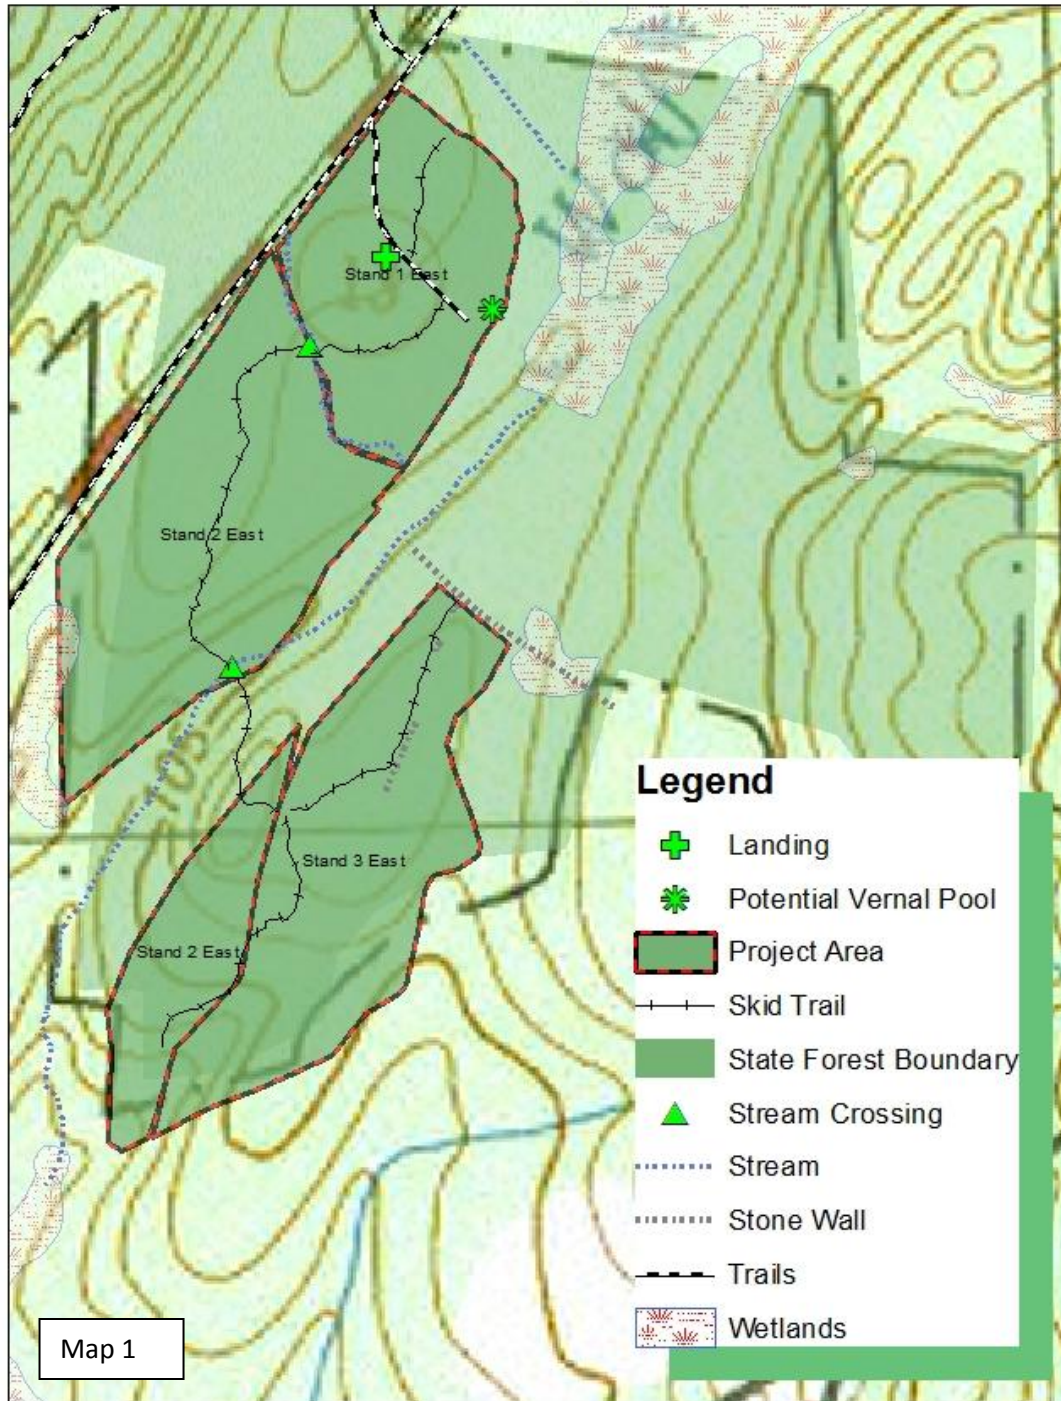 Stand 1 East
Stand 2 East
1105
Stand 3 East
Stand 2 East
Legend
Landing
Potential Vernal Pool
Project Area
Skid Trail
State Forest Boundary
Stream Crossing
Stream
Stone Wall
Trails
Wetlands
Map 1